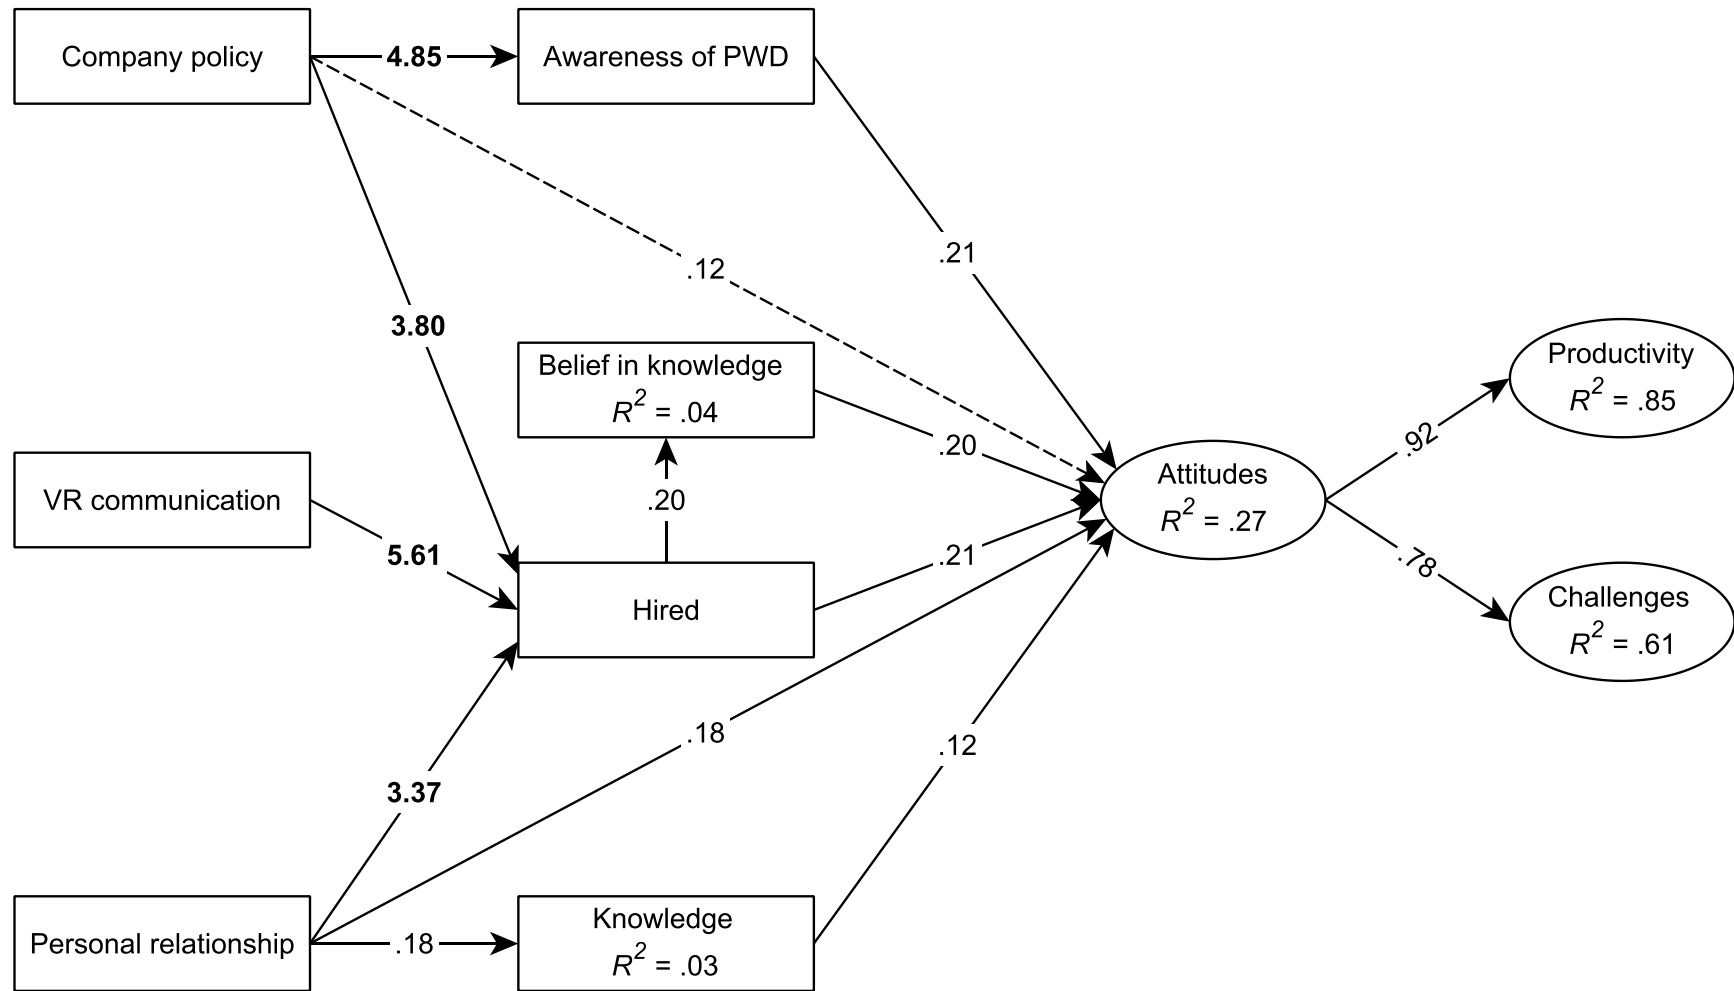 Company policy
4.85
Awareness of PWD
.21
.12
3.80
Belief in knowledge
R² = .04
.20
Productivity
R² = .85
.92
Attitudes
R² = .27
VR communication
5.61
.20
Hired
.21
.78
Challenges
R² = .61
3.37
.18
.12
Personal relationship
.18
Knowledge
R² = .03